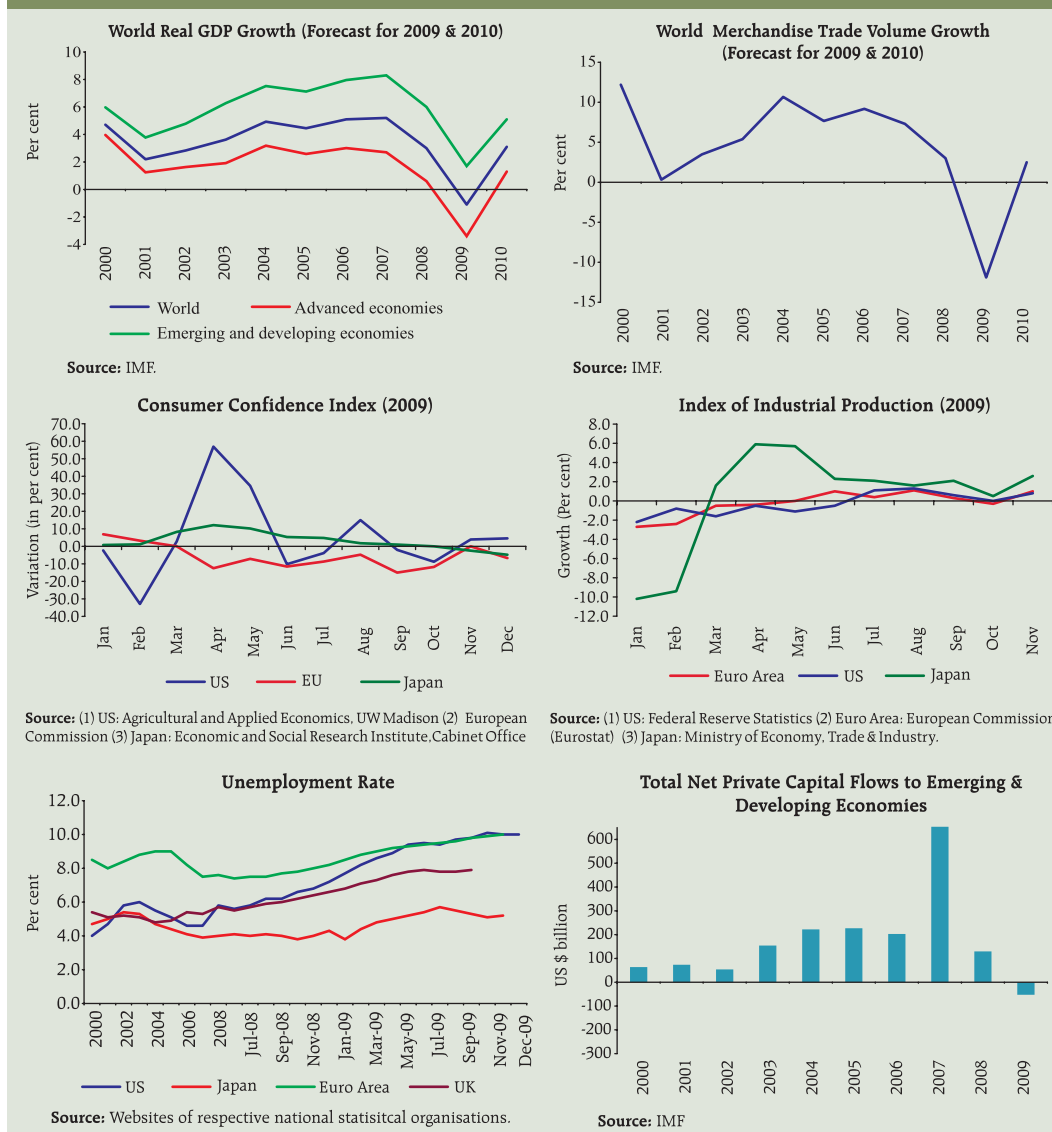 World Real GDP Growth (Forecast for 2009 & 2010)
Per cent
10
8
6
4
2
0
-2
-4
2000
2001
2002
2003
2004
2005
2006
2007
2008
2009
2010
World
Advanced economies
Emerging and developing economies
Source: IMF.
World Merchandise Trade Volume Growth
(Forecast for 2009 & 2010)
Per cent
15
10
5
0
-5
-10
-15
2000
2001
2002
2003
2004
2005
2006
2007
2008
2009
2010
Source: IMF.
Consumer Confidence Index (2009)
Variation (in per cent)
70.0
60.0
50.0
40.0
30.0
20.0
10.0
0.0
-10.0
-20.0
-30.0
-40.0
Jan
Feb
Mar
Apr
May
Jun
Jul
Aug
Sep
Oct
Nov
Dec
US
EU
Japan
Source: (1) US: Agricultural and Applied Economics, UW Madison (2) European
Commission (3) Japan: Economic and Social Research Institute,Cabinet Office
Index of Industrial Production (2009)
Growth (Per cent)
8.0
6.0
4.0
2.0
0.0
-2.0
-4.0
-6.0
-8.0
-10.0
-12.0
Jan
Feb
Mar
Apr
May
Jun
Jul
Aug
Sep
Oct
Nov
Euro Area
US
Japan
Source: (1) US: Federal Reserve Statistics (2) Euro Area: European Commission
(Eurostat) (3) Japan: Ministry of Economy, Trade & Industry.
Unemployment Rate
Per cent
12.0
10.0
8.0
6.0
4.0
2.0
0.0
2000
2002
2004
2006
2008
Jul-08
Sep-08
Nov-08
Jan-09
Mar-09
May-09
Jul-09
Sep-09
Nov-09
Dec-09
US
Japan
Euro Area
UK
Source: Websites of respective national statisitcal organisations.
Total Net Private Capital Flows to Emerging &
Developing Economies
US $ billion
600
500
400
300
200
100
0
-100
-200
-300
2000
2001
2002
2003
2004
2005
2006
2007
2008
2009
Source: IMF